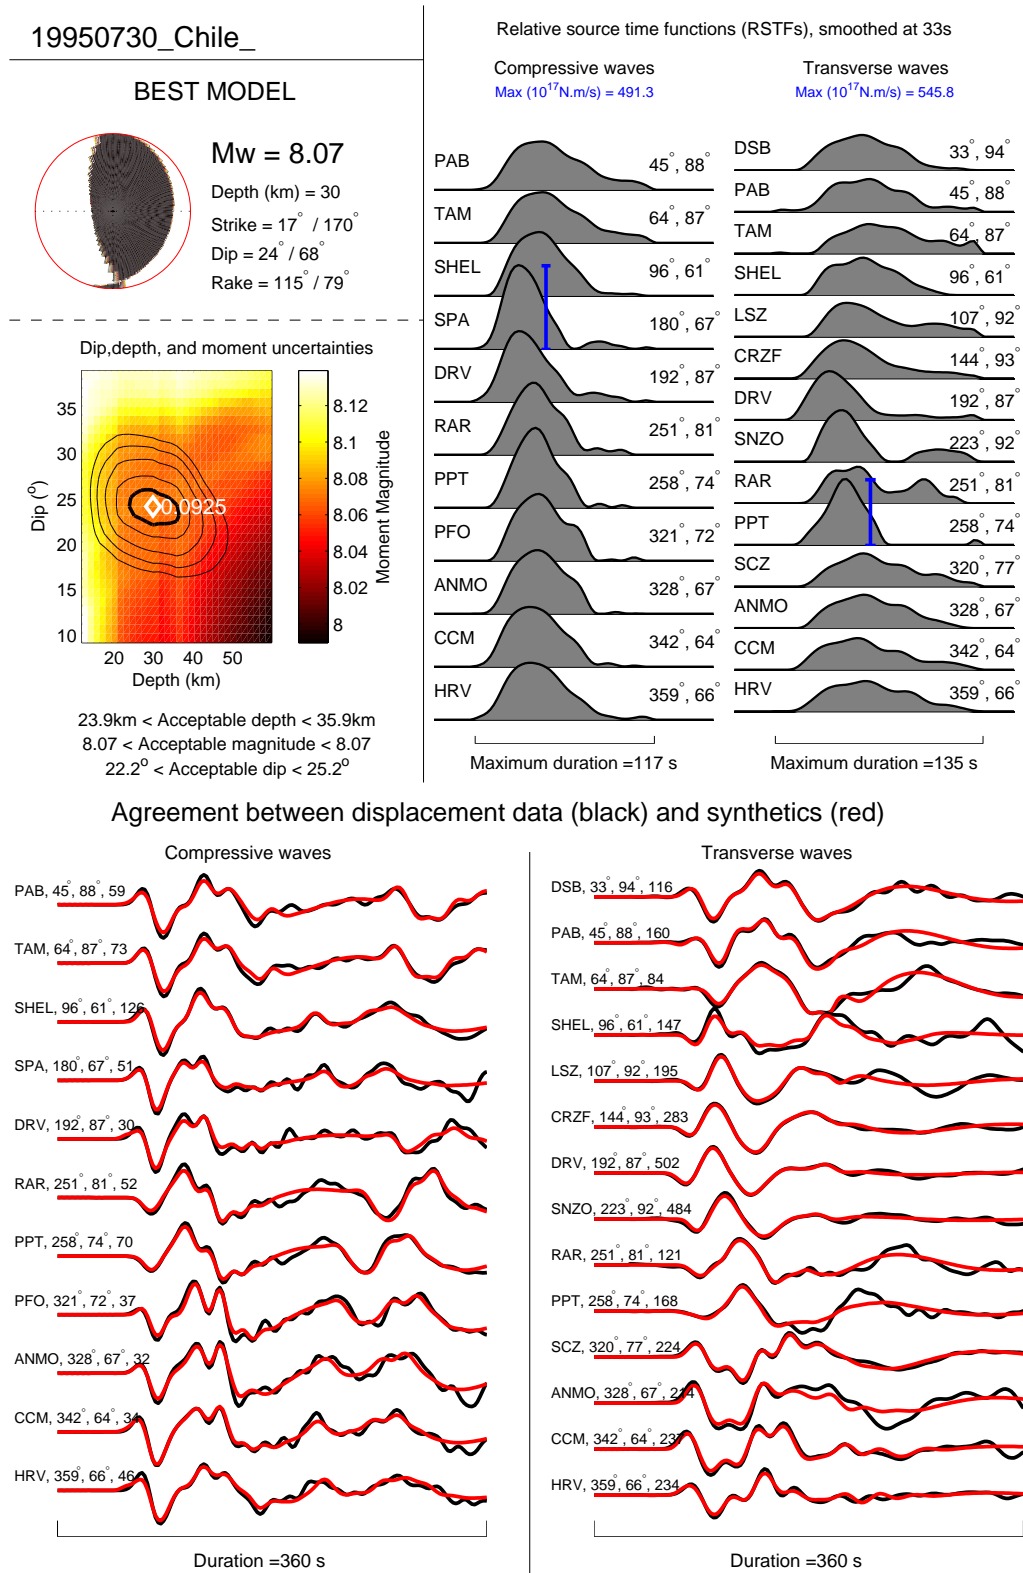 19950730_Chile_
BEST MODEL
Mw = 8.07
Depth (km) = 30
Strike = 17° / 170°
Dip = 24° / 68°
Rake = 115° / 79°
Dip,depth, and moment uncertainties
35
30
25
20
15
10
Dip (°)
0.0925
20 30 40 50
Depth (km)
8.12
8.1
8.08
8.06
8.04
8.02
8
Moment Magnitude
23.9km < Acceptable depth < 35.9km
8.07 < Acceptable magnitude < 8.07
22.2° < Acceptable dip < 25.2°
Relative source time functions (RSTFs), smoothed at 33s
Compressive waves
Max (10^17N.m/s) = 491.3
PAB 45°, 88°
TAM 64°, 87°
SHEL 96°, 61°
SPA 180°, 67°
DRV 192°, 87°
RAR 251°, 81°
PPT 258°, 74°
PFO 321°, 72°
ANMO 328°, 67°
CCM 342°, 64°
HRV 359°, 66°
Maximum duration =117 s
Transverse waves
Max (10^17N.m/s) = 545.8
DSB 33°, 94°
PAB 45°, 88°
TAM 64°, 87°
SHEL 96°, 61°
LSZ 107°, 92°
CRZF 144°, 93°
DRV 192°, 87°
SNZO 223°, 92°
RAR 251°, 81°
PPT 258°, 74°
SCZ 320°, 77°
ANMO 328°, 67°
CCM 342°, 64°
HRV 359°, 66°
Maximum duration =135 s
Agreement between displacement data (black) and synthetics (red)
Compressive waves
PAB, 45°, 88°, 59
TAM, 64°, 87°, 73
SHEL, 96°, 61°, 126
SPA, 180°, 67°, 51
DRV, 192°, 87°, 30
RAR, 251°, 81°, 52
PPT, 258°, 74°, 70
PFO, 321°, 72°, 37
ANMO, 328°, 67°, 32
CCM, 342°, 64°, 34
HRV, 359°, 66°, 46
Duration =360 s
Transverse waves
DSB, 33°, 94°, 116
PAB, 45°, 88°, 160
TAM, 64°, 87°, 84
SHEL, 96°, 61°, 147
LSZ, 107°, 92°, 195
CRZF, 144°, 93°, 283
DRV, 192°, 87°, 502
SNZO, 223°, 92°, 484
RAR, 251°, 81°, 121
PPT, 258°, 74°, 168
SCZ, 320°, 77°, 224
ANMO, 328°, 67°, 214
CCM, 342°, 64°, 237
HRV, 359°, 66°, 234
Duration =360 s